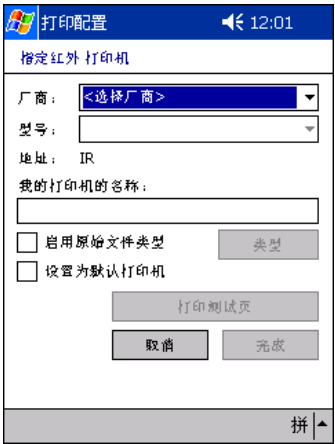 打印配置 12:01
指定红外打印机
厂商： <选择厂商>
型号：
地址： IR
我的打印机的名称：
启用原始文件类型 类型
设置为默认打印机
打印测试页
取消 完成
拼